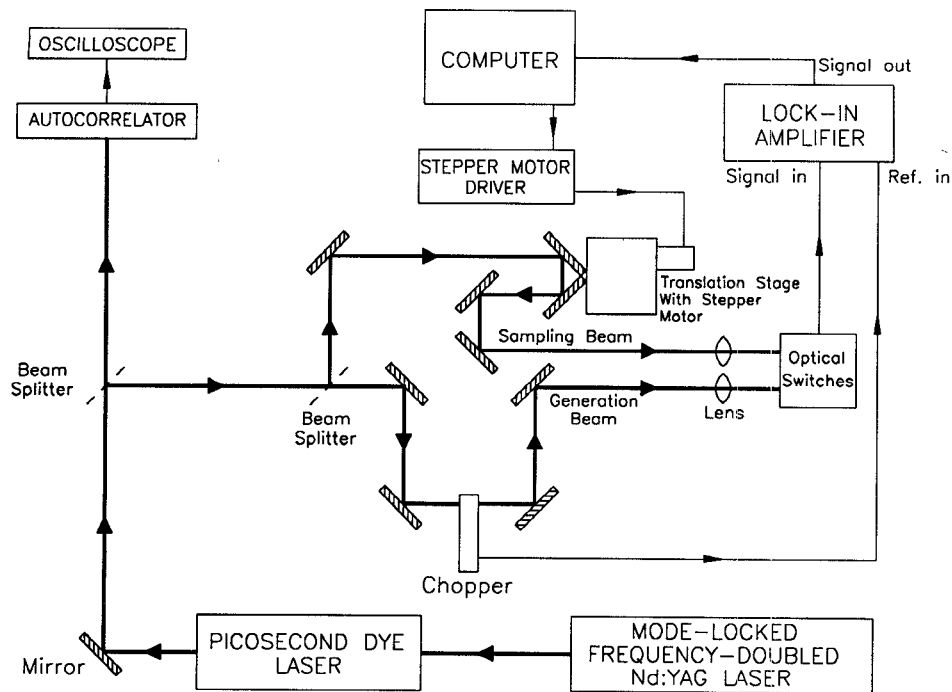 OSCILLOSCOPE
AUTOCORRELATOR
COMPUTER
Signal out
LOCK-IN
AMPLIFIER
STEPPER MOTOR
DRIVER
Signal in
Ref. in
Translation Stage
With Stepper
Motor
Sampling Beam
Optical
Switches
Beam
Splitter
Beam
Splitter
Generation
Beam
Lens
Chopper
Mirror
PICOSECOND DYE
LASER
MODE-LOCKED
FREQUENCY-DOUBLED
Nd:YAG LASER